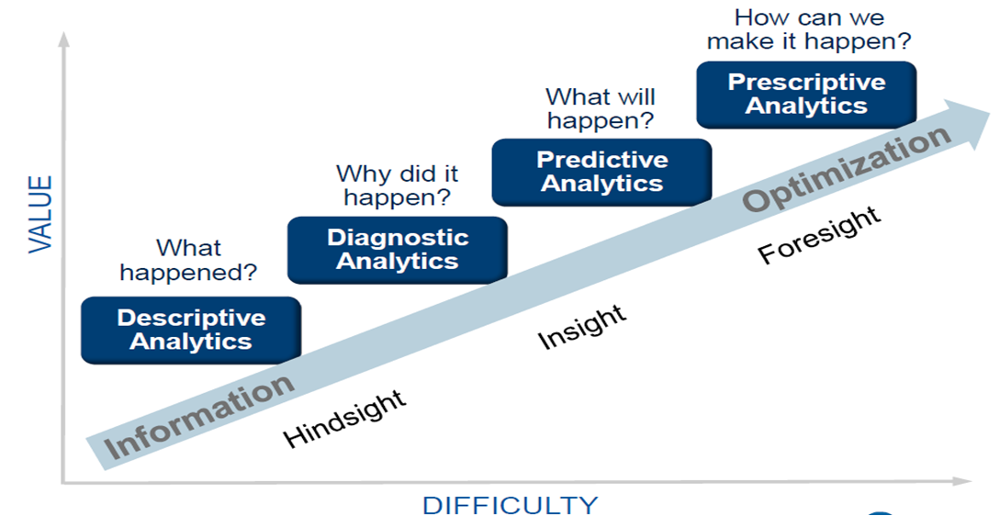 How can we
make it happen?
Prescriptive
Analytics
What will
happen?
Predictive
Analytics
Why did it
happen?
Diagnostic
Analytics
What
happened?
Descriptive
Analytics
VALUE
Information
Optimization
Hindsight
Insight
Foresight
DIFFICULTY